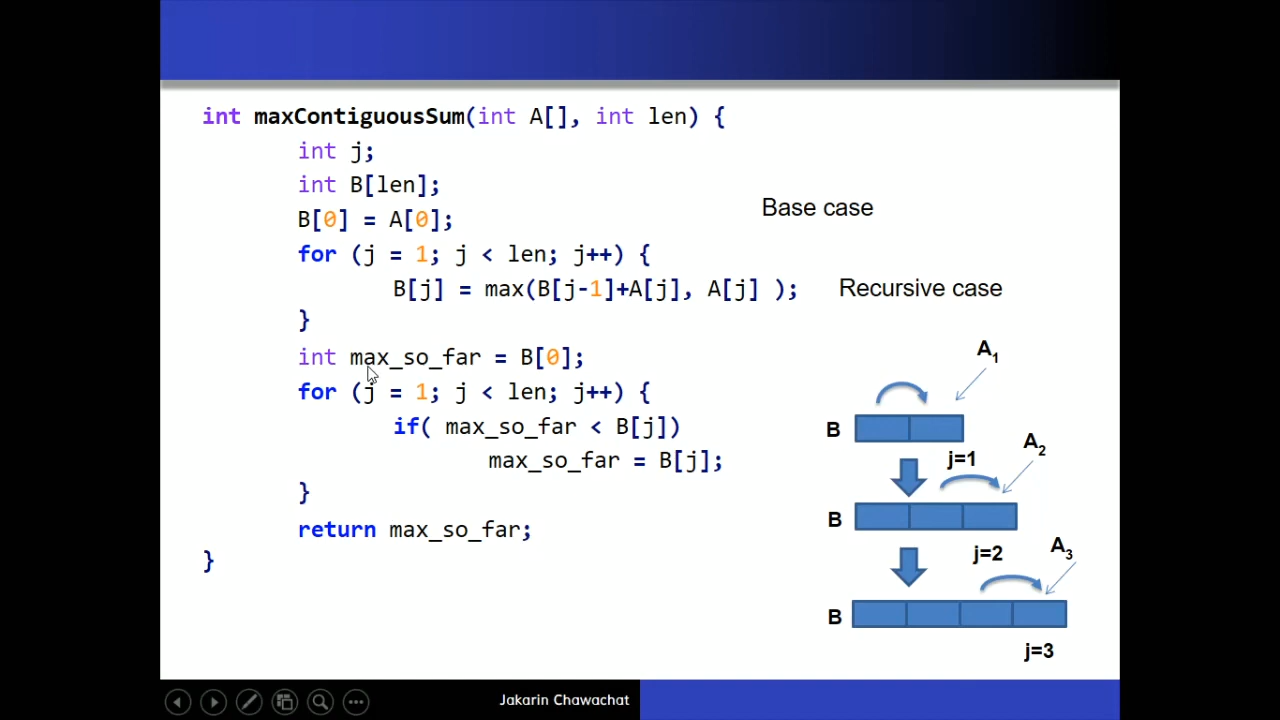 int maxContiguousSum(int A[], int len) {
int j;
int B[len];
B[0] = A[0];
Base case
for (j = 1; j < len; j++) {
B[j] = max(B[j-1]+A[j], A[j] );
Recursive case
}
int max_so_far = B[0];
for (j = 1; j < len; j++) {
if( max_so_far < B[j])
max_so_far = B[j];
}
return max_so_far;
}
A1
B
j=1
A2
B
j=2
A3
B
j=3
Jakarin Chawachat